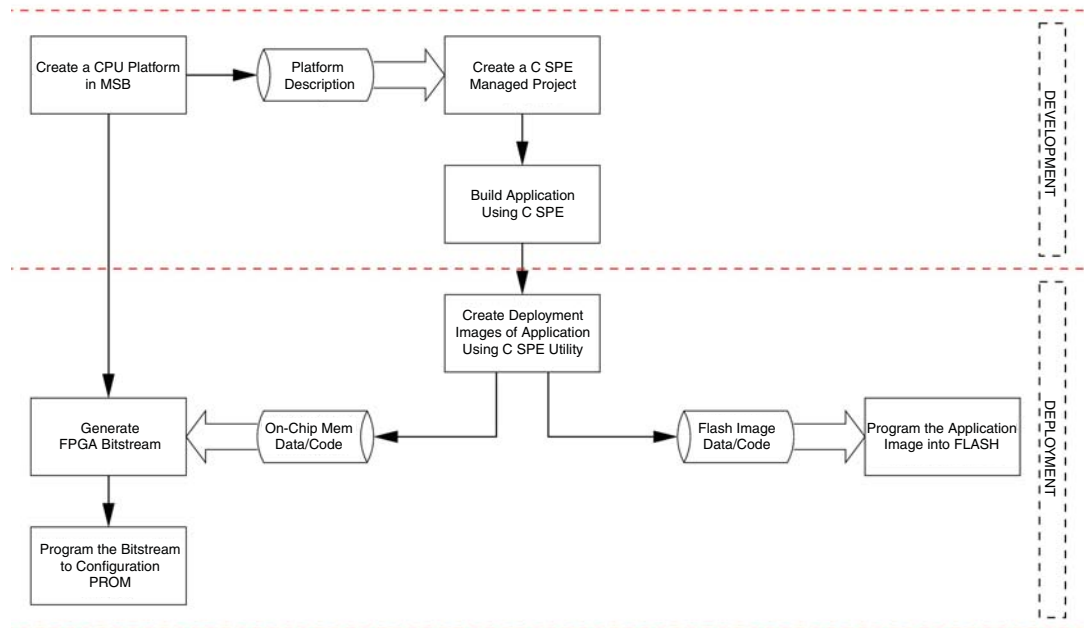 Create a CPU Platform
in MSB
Platform
Description
Create a C SPE
Managed Project
DEVELOPMENT
Build Application
Using C SPE
Create Deployment
Images of Application
Using C SPE Utility
Generate
FPGA Bitstream
On-Chip Mem
Data/Code
Flash Image
Data/Code
Program the Application
Image into FLASH
DEPLOYMENT
Program the Bitstream
to Configuration
PROM